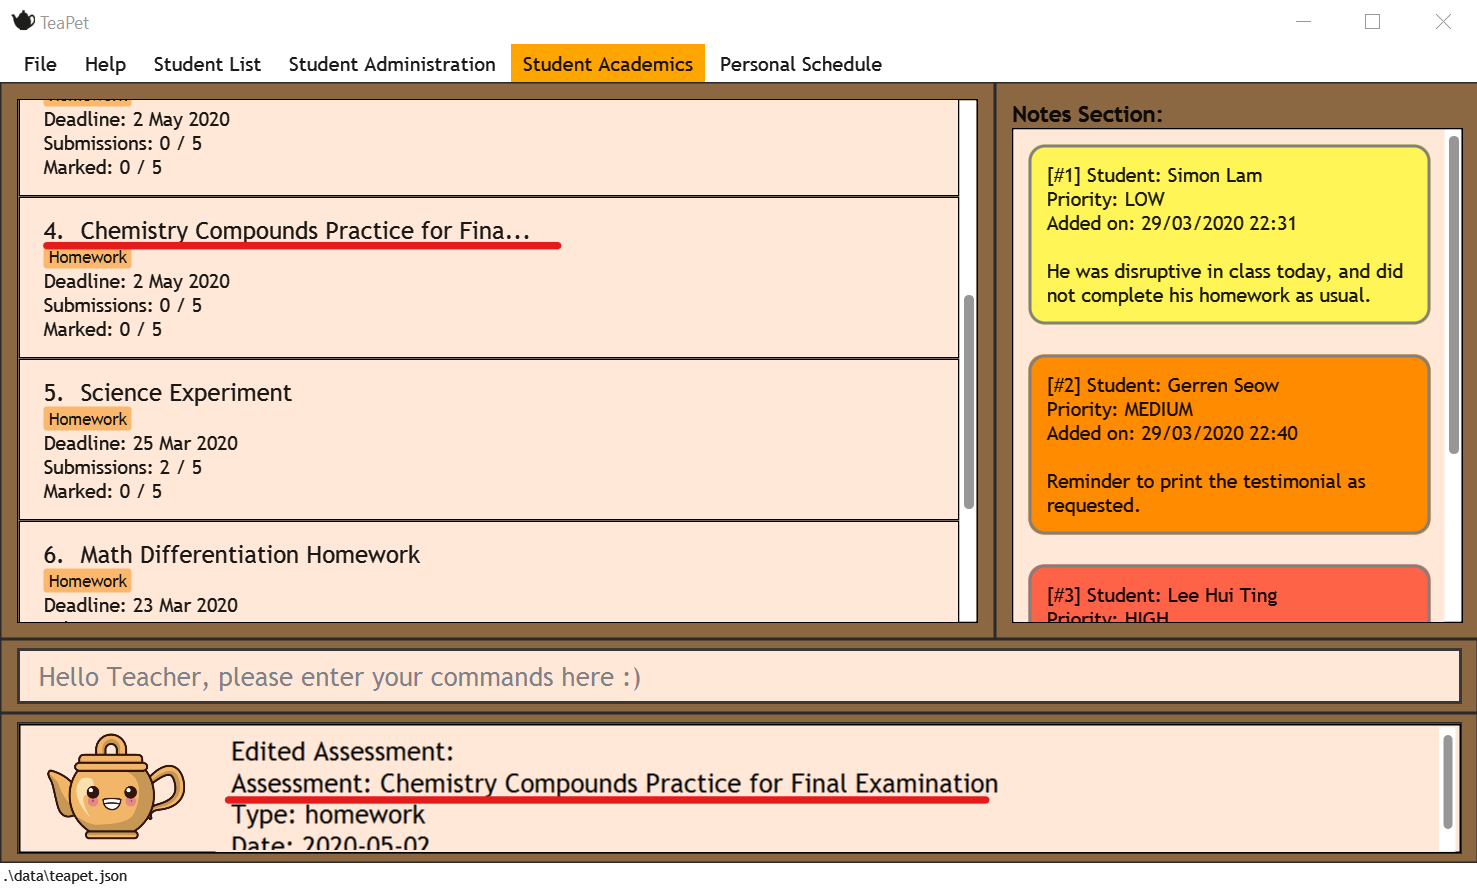 TeaPet
File Help Student List Student Administration Student Academics Personal Schedule
Homework
Deadline: 2 May 2020
Submissions: 0 / 5
Marked: 0 / 5
4. Chemistry Compounds Practice for Fina...
Homework
Deadline: 2 May 2020
Submissions: 0 / 5
Marked: 0 / 5
5. Science Experiment
Homework
Deadline: 25 Mar 2020
Submissions: 2 / 5
Marked: 0 / 5
6. Math Differentiation Homework
Homework
Deadline: 23 Mar 2020
Notes Section:
[#1] Student: Simon Lam
Priority: LOW
Added on: 29/03/2020 22:31
He was disruptive in class today, and did
not complete his homework as usual.
[#2] Student: Gerren Seow
Priority: MEDIUM
Added on: 29/03/2020 22:40
Reminder to print the testimonial as
requested.
[#3] Student: Lee Hui Ting
Priority: HIGH
Hello Teacher, please enter your commands here :)
Edited Assessment:
Assessment: Chemistry Compounds Practice for Final Examination
Type: homework
Date: 2020-05-02
.\data\teapet.json